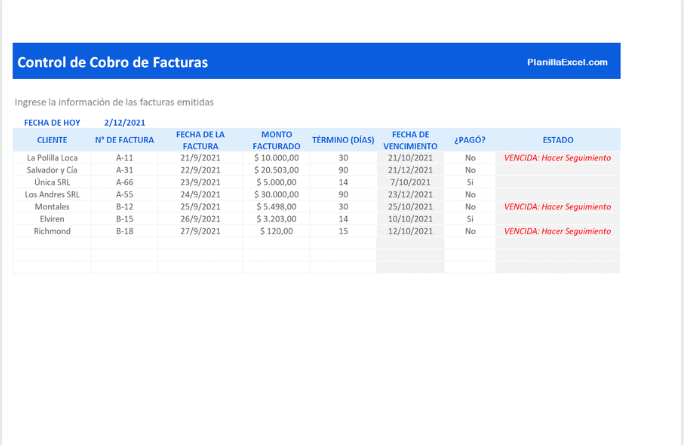 Control de Cobro de Facturas PlanillaExcel.com
Ingrese la información de las facturas emitidas
FECHA DE HOY 2/12/2021
CLIENTE N° DE FACTURA FECHA DE LA FACTURA MONTO FACTURADO TÉRMINO (DÍAS) FECHA DE VENCIMIENTO ¿PAGÓ? ESTADO
La Polilla Loca A-11 21/9/2021 $ 10.000,00 30 21/10/2021 No VENCIDA: Hacer Seguimiento
Salvador y Cía A-31 22/9/2021 $ 20.503,00 90 21/12/2021 No
Única SRL A-66 23/9/2021 $ 5.000,00 14 7/10/2021 Si
Los Andres SRL A-55 24/9/2021 $ 30.000,00 90 23/12/2021 No
Montales B-12 25/9/2021 $ 5.498,00 30 25/10/2021 No VENCIDA: Hacer Seguimiento
Elviren B-15 26/9/2021 $ 3.203,00 14 10/10/2021 Si
Richmond B-18 27/9/2021 $ 120,00 15 12/10/2021 No VENCIDA: Hacer Seguimiento